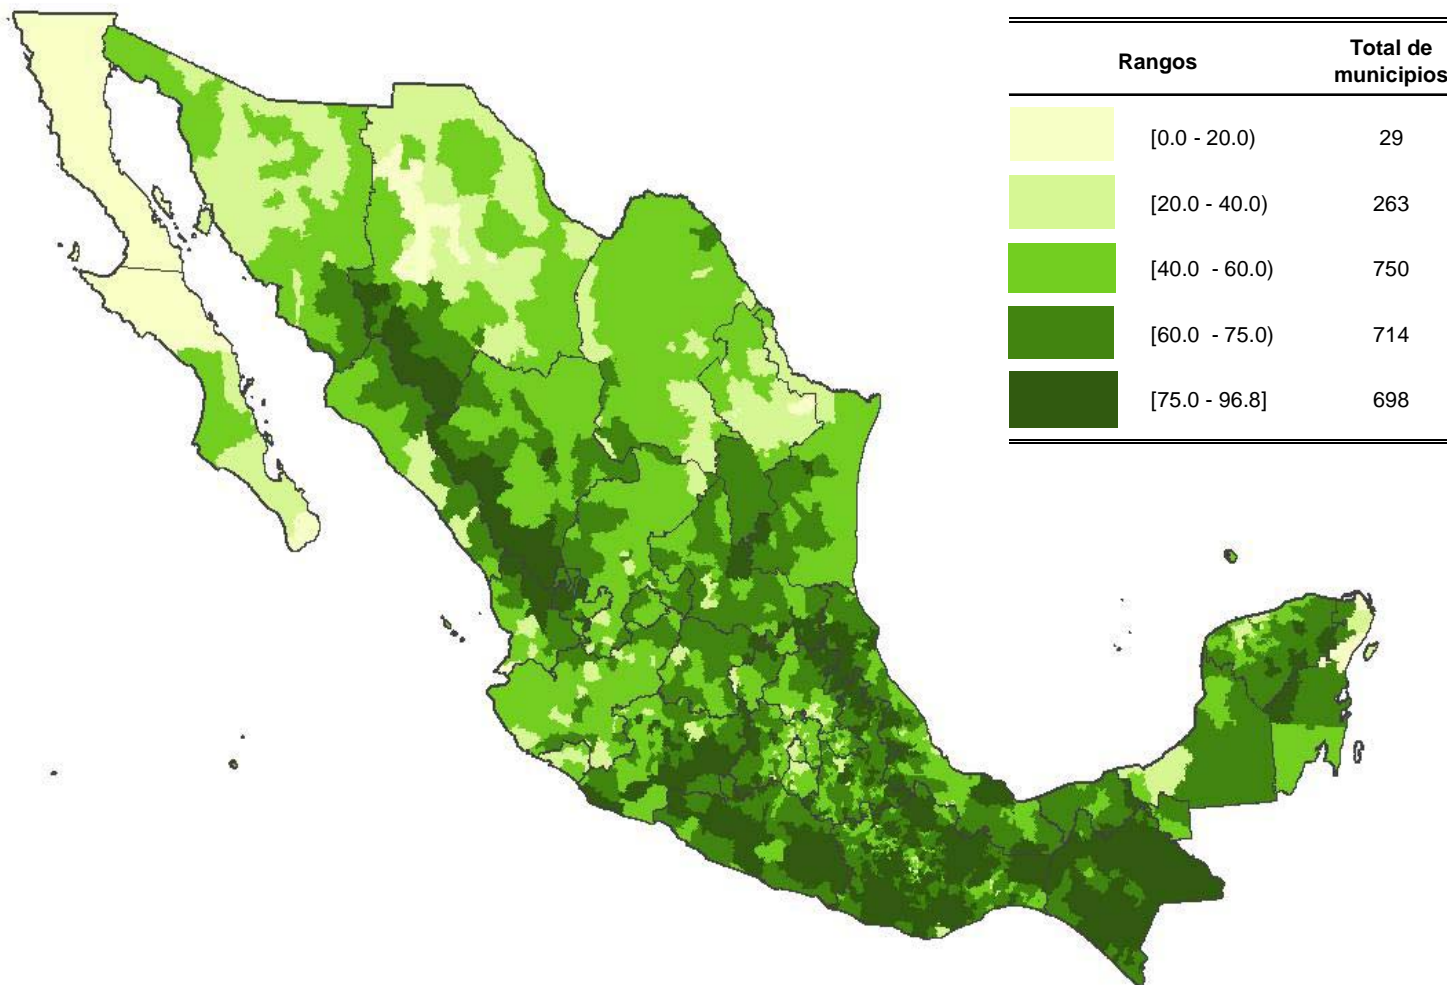 Rangos
Total de
municipios
[0.0 - 20.0) 29
[20.0 - 40.0) 263
[40.0 - 60.0) 750
[60.0 - 75.0) 714
[75.0 - 96.8] 698